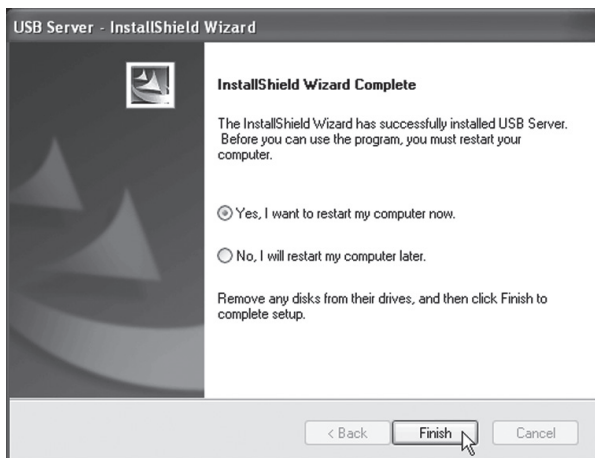 USB Server - InstallShield Wizard
InstallShield Wizard Complete
The InstallShield Wizard has successfully installed USB Server.
Before you can use the program, you must restart your
computer.
Yes, I want to restart my computer now.
No, I will restart my computer later.
Remove any disks from their drives, and then click Finish to
complete setup.
< Back
Finish
Cancel